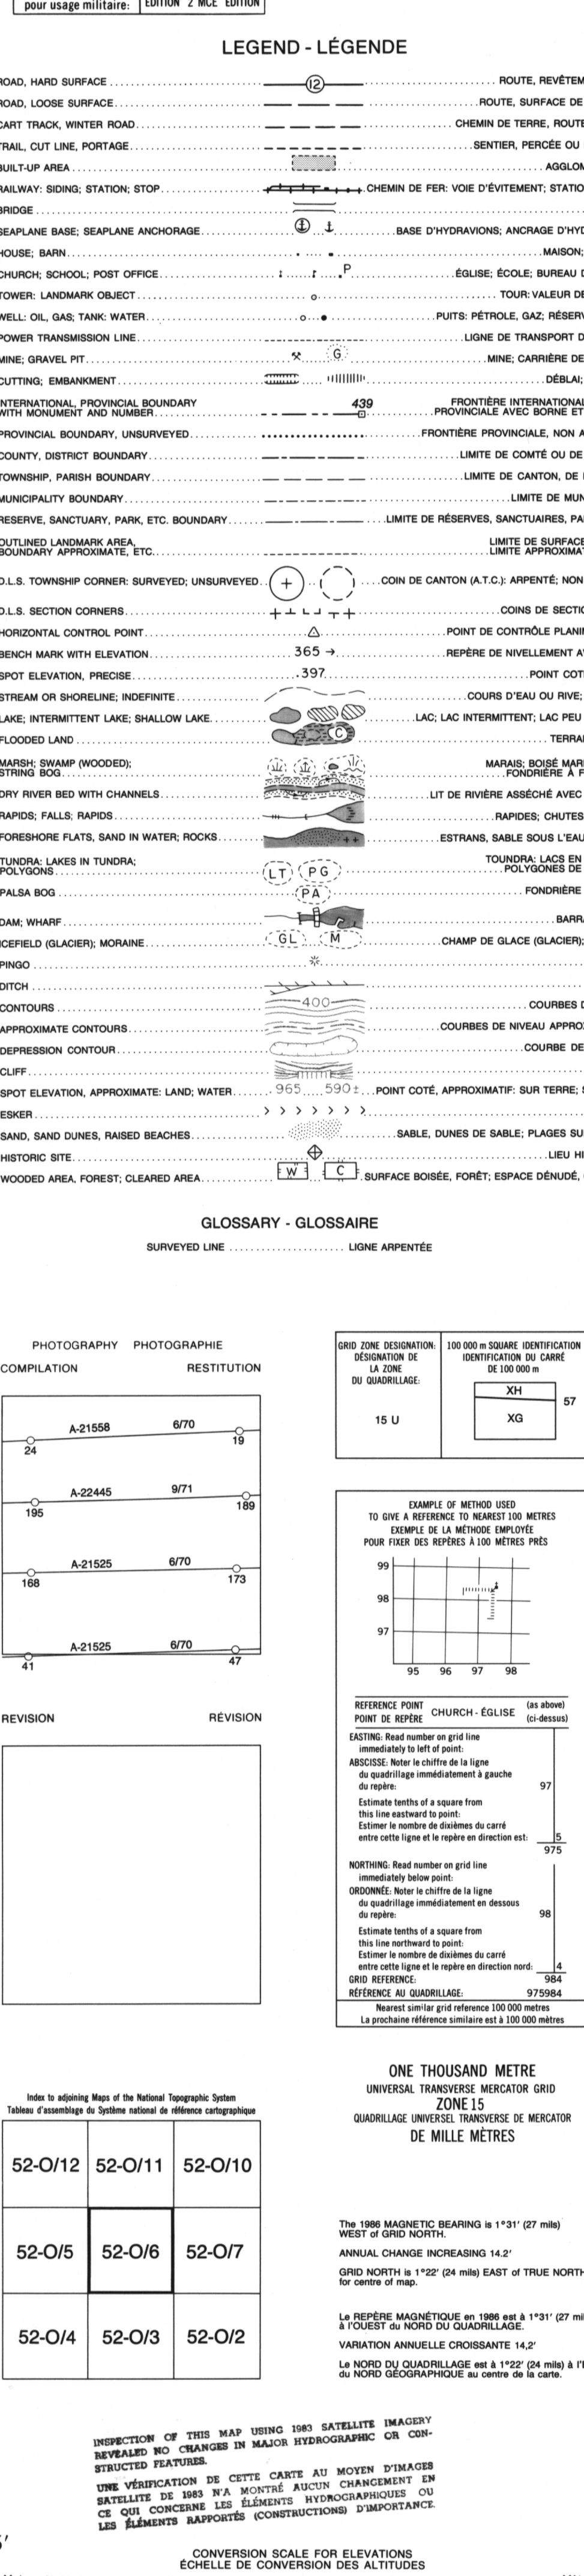 pour usage militaire: EDITION 2 MCE EDITION
LEGEND - LÉGENDE
ROAD, HARD SURFACE 12 ROUTE, REVÊTEM
ROAD, LOOSE SURFACE ROUTE, SURFACE DE
CART TRACK, WINTER ROAD CHEMIN DE TERRE, ROUTE
TRAIL, CUT LINE, PORTAGE SENTIER, PERCÉE OU
BUILT-UP AREA AGGLOM
RAILWAY: SIDING; STATION; STOP CHEMIN DE FER: VOIE D'ÉVITEMENT; STATIO
BRIDGE
SEAPLANE BASE; SEAPLANE ANCHORAGE BASE D'HYDRAVIONS; ANCRAGE D'HYD
HOUSE; BARN MAISON;
CHURCH; SCHOOL; POST OFFICE P ÉGLISE; ÉCOLE; BUREAU D
TOWER: LANDMARK OBJECT TOUR: VALEUR DE
WELL: OIL, GAS; TANK: WATER PUITS: PÉTROLE, GAZ; RÉSERV
POWER TRANSMISSION LINE LIGNE DE TRANSPORT D
MINE; GRAVEL PIT G MINE; CARRIÈRE DE
CUTTING; EMBANKMENT DÉBLAI;
INTERNATIONAL, PROVINCIAL BOUNDARY 439 FRONTIÈRE INTERNATIONAL
WITH MONUMENT AND NUMBER PROVINCIALE AVEC BORNE ET
PROVINCIAL BOUNDARY, UNSURVEYED FRONTIÈRE PROVINCIALE, NON A
COUNTY, DISTRICT BOUNDARY LIMITE DE COMTÉ OU DE
TOWNSHIP, PARISH BOUNDARY LIMITE DE CANTON, DE
MUNICIPALITY BOUNDARY LIMITE DE MUN
RESERVE, SANCTUARY, PARK, ETC. BOUNDARY LIMITE DE RÉSERVES, SANCTUAIRES, PA
OUTLINED LANDMARK AREA, LIMITE DE SURFACE
BOUNDARY APPROXIMATE, ETC. LIMITE APPROXIMAT
D.L.S. TOWNSHIP CORNER: SURVEYED; UNSURVEYED COIN DE CANTON (A.T.C.): ARPENTÉ; NON
D.L.S. SECTION CORNERS COINS DE SECTIO
HORIZONTAL CONTROL POINT POINT DE CONTRÔLE PLANI
BENCH MARK WITH ELEVATION 365 → REPÈRE DE NIVELLEMENT A
SPOT ELEVATION, PRECISE .397 POINT COT
STREAM OR SHORELINE; INDEFINITE COURS D'EAU OU RIVE;
LAKE; INTERMITTENT LAKE; SHALLOW LAKE LAC; LAC INTERMITTENT; LAC PEU
FLOODED LAND C TERRAI
MARSH; SWAMP (WOODED); MARAIS; BOISÉ MAR
STRING BOG FONDRIÈRE À F
DRY RIVER BED WITH CHANNELS LIT DE RIVIÈRE ASSÉCHÉ AVEC
RAPIDS; FALLS; RAPIDS RAPIDES; CHUTES
FORESHORE FLATS, SAND IN WATER; ROCKS ESTRANS, SABLE SOUS L'EAU
TUNDRA: LAKES IN TUNDRA; TOUNDRA: LACS EN
POLYGONS LT PG POLYGONES DE
PALSA BOG PA FONDRIÈRE
DAM; WHARF BARRA
ICEFIELD (GLACIER); MORAINE GL M CHAMP DE GLACE (GLACIER);
PINGO
DITCH
CONTOURS 400 COURBES D
APPROXIMATE CONTOURS COURBES DE NIVEAU APPRO
DEPRESSION CONTOUR COURBE DE
CLIFF
SPOT ELEVATION, APPROXIMATE: LAND; WATER .965 590± POINT COTÉ, APPROXIMATIF: SUR TERRE; S
ESKER
SAND, SAND DUNES, RAISED BEACHES SABLE, DUNES DE SABLE; PLAGES SU
HISTORIC SITE LIEU HI
WOODED AREA, FOREST; CLEARED AREA W C SURFACE BOISÉE, FORÊT; ESPACE DÉNUDÉ,
GLOSSARY - GLOSSAIRE
SURVEYED LINE LIGNE ARPENTÉE
PHOTOGRAPHY PHOTOGRAPHIE
COMPILATION RESTITUTION
A-21558 6/70
24 19
A-22445 9/71
195 189
A-21525 6/70
168 173
A-21525 6/70
41 47
REVISION RÉVISION
GRID ZONE DESIGNATION:
DÉSIGNATION DE
LA ZONE
DU QUADRILLAGE:
15 U
100 000 m SQUARE IDENTIFICATION
IDENTIFICATION DU CARRÉ
DE 100 000 m
XH
57
XG
EXAMPLE OF METHOD USED
TO GIVE A REFERENCE TO NEAREST 100 METRES
EXEMPLE DE LA MÉTHODE EMPLOYÉE
POUR FIXER DES REPÈRES À 100 MÈTRES PRÈS
99
98
97
95 96 97 98
REFERENCE POINT CHURCH - ÉGLISE (as above)
POINT DE REPÈRE (ci-dessus)
EASTING: Read number on grid line
immediately to left of point:
ABSCISSE: Noter le chiffre de la ligne
du quadrillage immédiatement à gauche
du repère: 97
Estimate tenths of a square from
this line eastward to point:
Estimer le nombre de dixièmes du carré
entre cette ligne et le repère en direction est: 5
975
NORTHING: Read number on grid line
immediately below point:
ORDONNÉE: Noter le chiffre de la ligne
du quadrillage immédiatement en dessous
du repère: 98
Estimate tenths of a square from
this line northward to point:
Estimer le nombre de dixièmes du carré
entre cette ligne et le repère en direction nord: 4
GRID REFERENCE: 984
RÉFÉRENCE AU QUADRILLAGE: 975984
Nearest similar grid reference 100 000 metres
La prochaine référence similaire est à 100 000 mètres
Index to adjoining Maps of the National Topographic System
Tableau d'assemblage du Système national de référence cartographique
52-O/12 52-O/11 52-O/10
52-O/5 52-O/6 52-O/7
52-O/4 52-O/3 52-O/2
ONE THOUSAND METRE
UNIVERSAL TRANSVERSE MERCATOR GRID
ZONE 15
QUADRILLAGE UNIVERSEL TRANSVERSE DE MERCATOR
DE MILLE MÈTRES
The 1986 MAGNETIC BEARING is 1°31' (27 mils)
WEST of GRID NORTH.
ANNUAL CHANGE INCREASING 14.2'
GRID NORTH is 1°22' (24 mils) EAST of TRUE NORTH
for centre of map.
Le REPÈRE MAGNÉTIQUE en 1986 est à 1°31' (27 mil
à l'OUEST du NORD DU QUADRILLAGE.
VARIATION ANNUELLE CROISSANTE 14,2'
Le NORD DU QUADRILLAGE est à 1°22' (24 mils) à l'
du NORD GÉOGRAPHIQUE au centre de la carte.
INSPECTION OF THIS MAP USING 1983 SATELLITE IMAGERY
REVEALED NO CHANGES IN MAJOR HYDROGRAPHIC OR CON-
STRUCTED FEATURES.
UNE VÉRIFICATION DE CETTE CARTE AU MOYEN D'IMAGES
SATELLITE DE 1983 N'A MONTRÉ AUCUN CHANGEMENT EN
CE QUI CONCERNE LES ÉLÉMENTS HYDROGRAPHIQUES OU
LES ÉLÉMENTS RAPPORTÉS (CONSTRUCTIONS) D'IMPORTANCE.
CONVERSION SCALE FOR ELEVATIONS
ÉCHELLE DE CONVERSION DES ALTITUDES